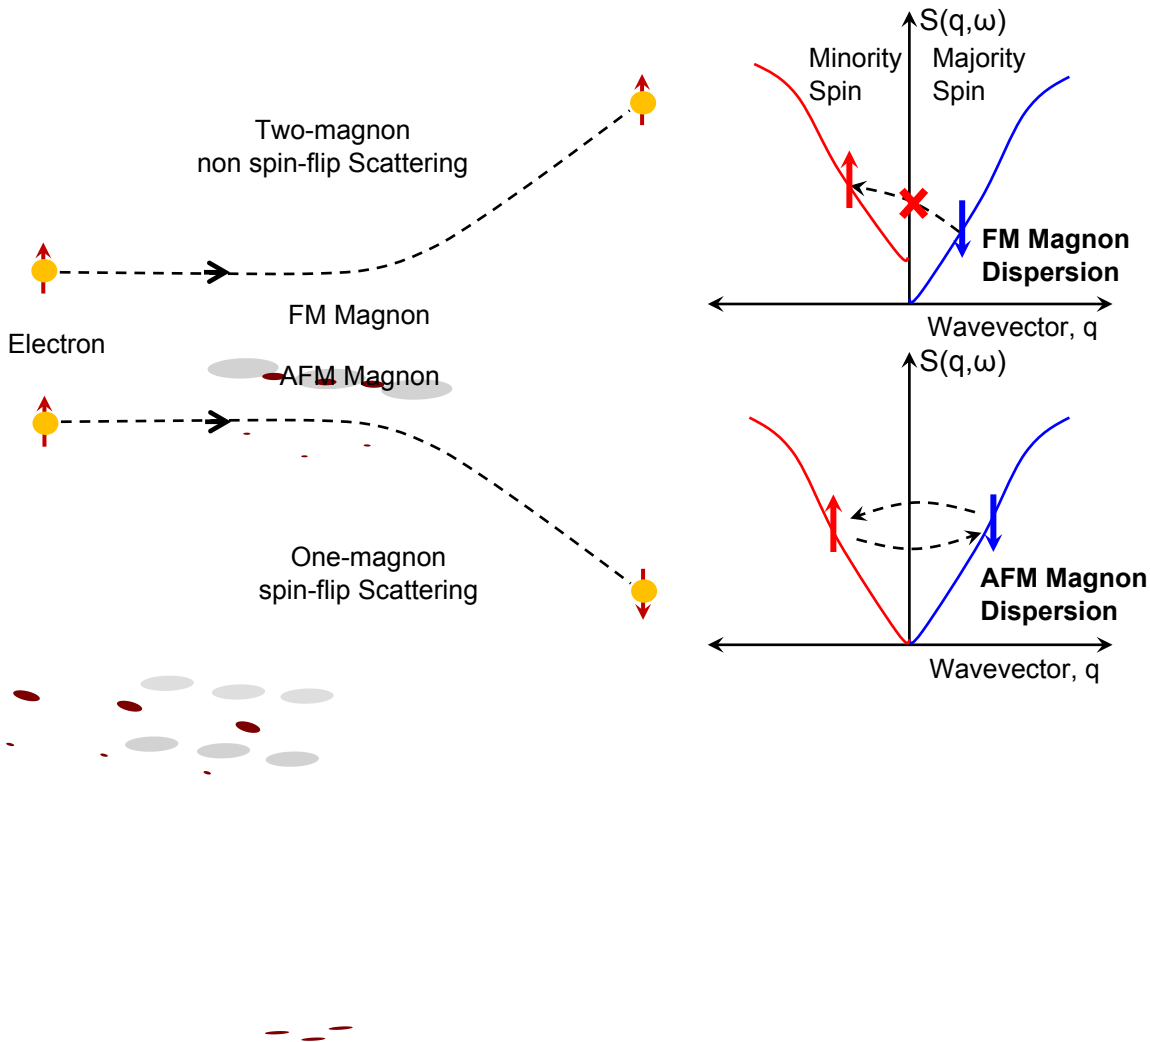 Two-magnon
non spin-flip Scattering
FM Magnon
Electron
AFM Magnon
One-magnon
spin-flip Scattering
S(q,ω)
Minority
Spin
Majority
Spin
FM Magnon
Dispersion
Wavevector, q
S(q,ω)
AFM Magnon
Dispersion
Wavevector, q